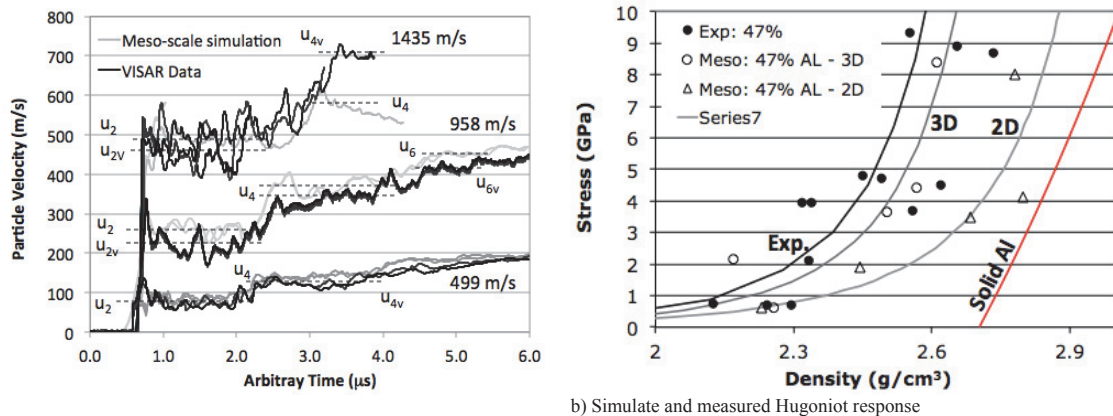 800
700
600
500
400
300
200
100
0
Particle Velocity (m/s)
0.0 1.0 2.0 3.0 4.0 5.0 6.0
Arbitray Time (μs)
Meso-scale simulation
VISAR Data
u4v
1435 m/s
u4
u2
u2v
958 m/s
u6
u4
u6v
u2
u2v
u4
499 m/s
u2
u4v
10
9
8
7
6
5
4
3
2
1
0
Stress (GPa)
2 2.3 2.6 2.9
Density (g/cm³)
Exp: 47%
Meso: 47% AL - 3D
Meso: 47% AL - 2D
Series7
3D
2D
Exp.
Solid Al
b) Simulate and measured Hugoniot response